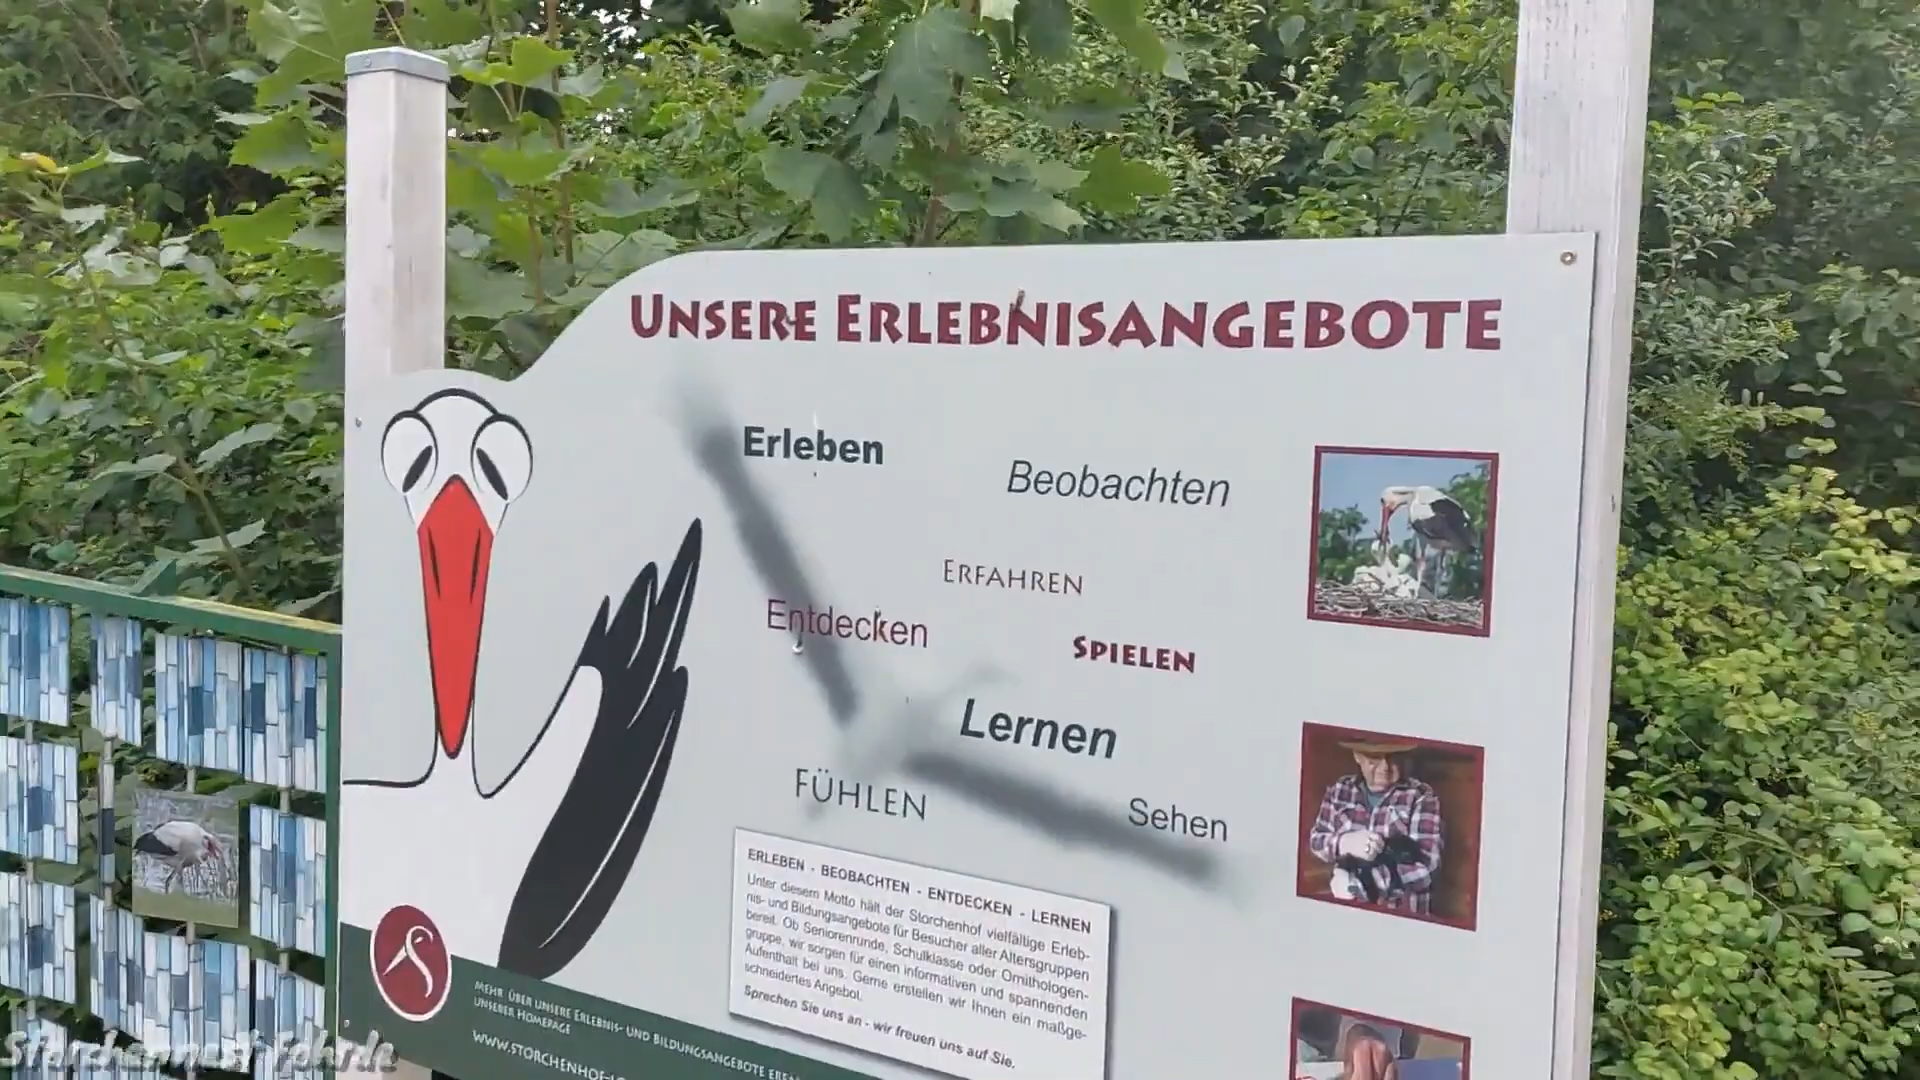 UNSERE ERLEBNISANGEBOTE
Erleben
Beobachten
ERFAHREN
Entdecken
SPIELEN
Lernen
FÜHLEN
Sehen
ERLEBEN - BEOBACHTEN - ENTDECKEN - LERNEN
Unter diesem Motto hält der Storchenhof vielfältige Erleb-
nis- und Bildungsangebote für Besucher aller Altersgruppen
bereit. Ob Seniorenrunde, Schulklasse oder Ornithologen-
gruppe, wir sorgen für einen informativen und spannenden
Aufenthalt bei uns. Gerne erstellen wir Ihnen ein maßge-
schneidertes Angebot.
Sprechen Sie uns an - wir freuen uns auf Sie.
MEHR ÜBER UNSERE ERLEBNIS- UND BILDUNGSANGEBOTE
UNSERER HOMEPAGE
WWW.STORCHENHOF-